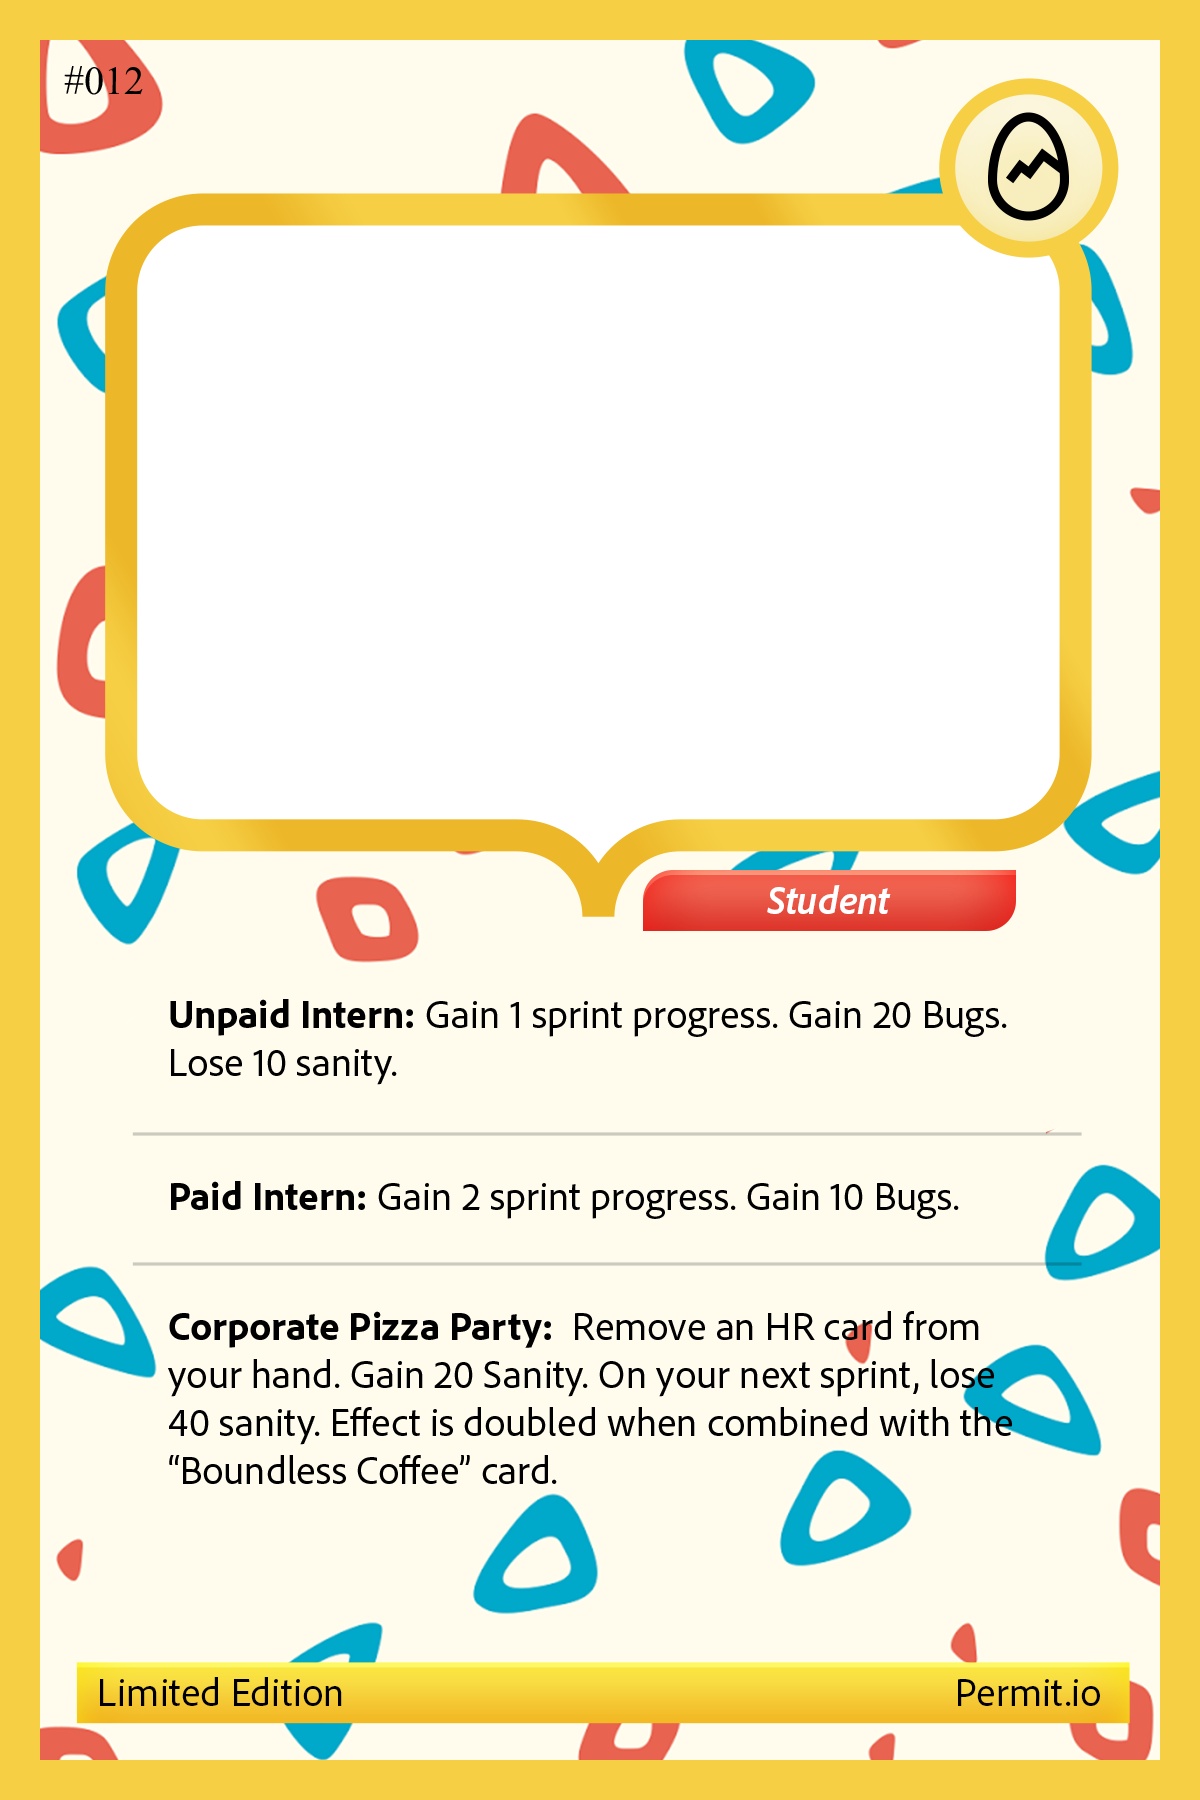 #012
Student
Unpaid Intern: Gain 1 sprint progress. Gain 20 Bugs.
Lose 10 sanity.
Paid Intern: Gain 2 sprint progress. Gain 10 Bugs.
Corporate Pizza Party:  Remove an HR card from
your hand. Gain 20 Sanity. On your next sprint, lose
40 sanity. Effect is doubled when combined with the
“Boundless Coffee” card.
Limited Edition
Permit.io